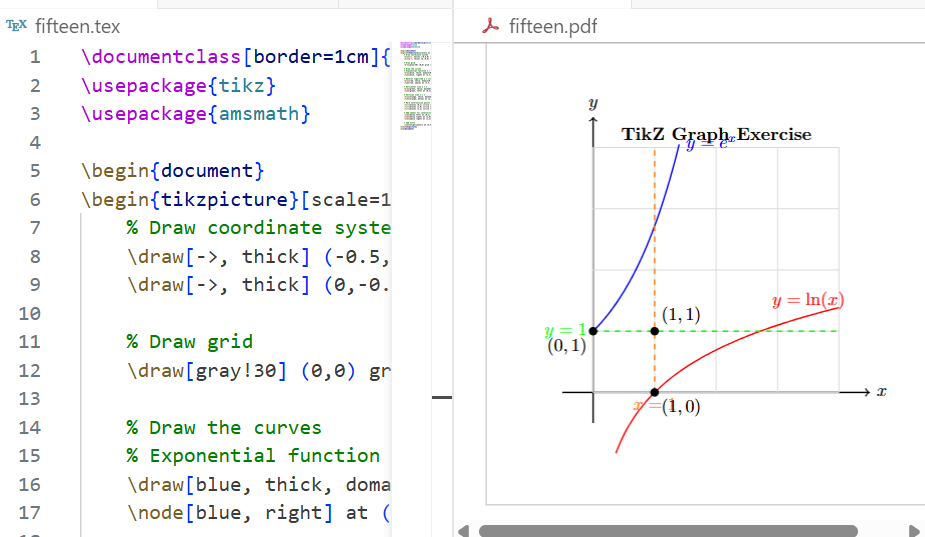 TEX fifteen.tex
fifteen.pdf
1 \documentclass[border=1cm]{
2 \usepackage{tikz}
3 \usepackage{amsmath}
4
5 \begin{document}
6 \begin{tikzpicture}[scale=1
7 % Draw coordinate syste
8 \draw[->, thick] (-0.5,
9 \draw[->, thick] (0,-0.
10
11 % Draw grid
12 \draw[gray!30] (0,0) gr
13
14 % Draw the curves
15 % Exponential function
16 \draw[blue, thick, doma
17 \node[blue, right] at (
y
TikZ Graph Exercise
y = eˣ
y = ln(x)
(1, 1)
y = 1
(0, 1)
x
x =
(1, 0)